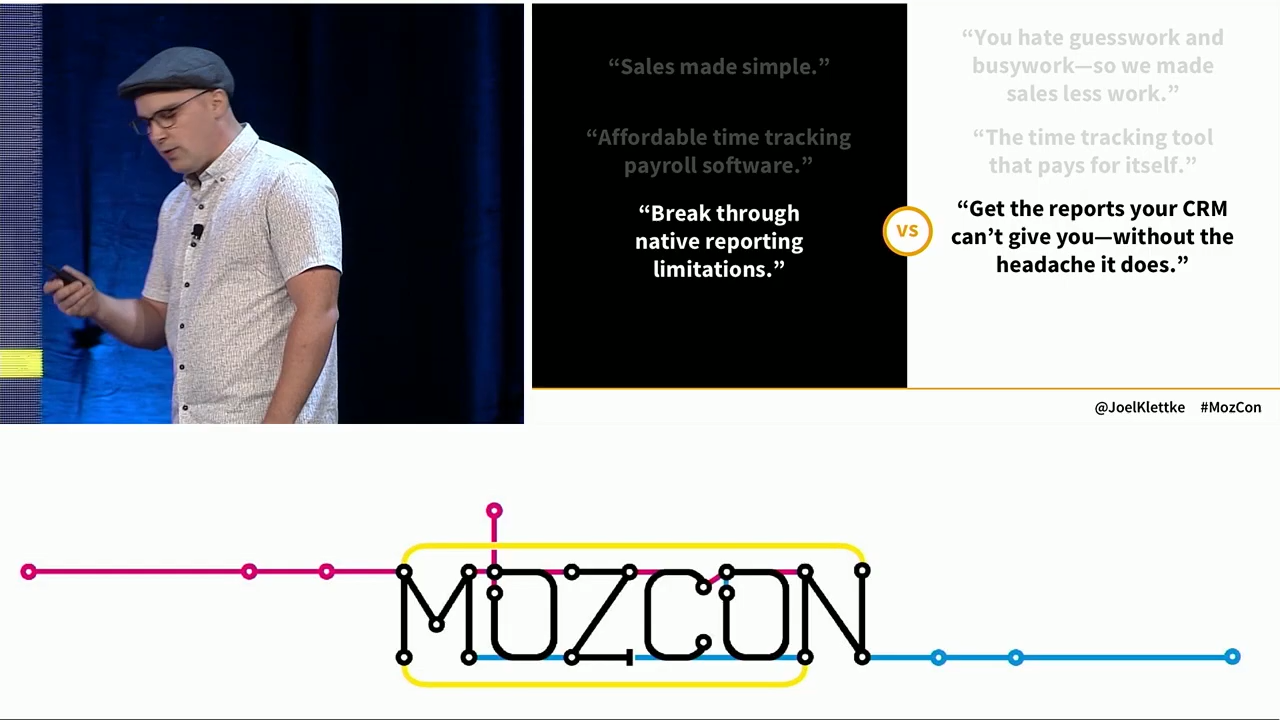 “Sales made simple.”
“Affordable time tracking
payroll software.”
“Break through
native reporting
limitations.”
VS
“You hate guesswork and
busywork—so we made
sales less work.”
“The time tracking tool
that pays for itself.”
“Get the reports your CRM
can’t give you—without the
headache it does.”
@JoelKlettke #MozCon
MOZCON